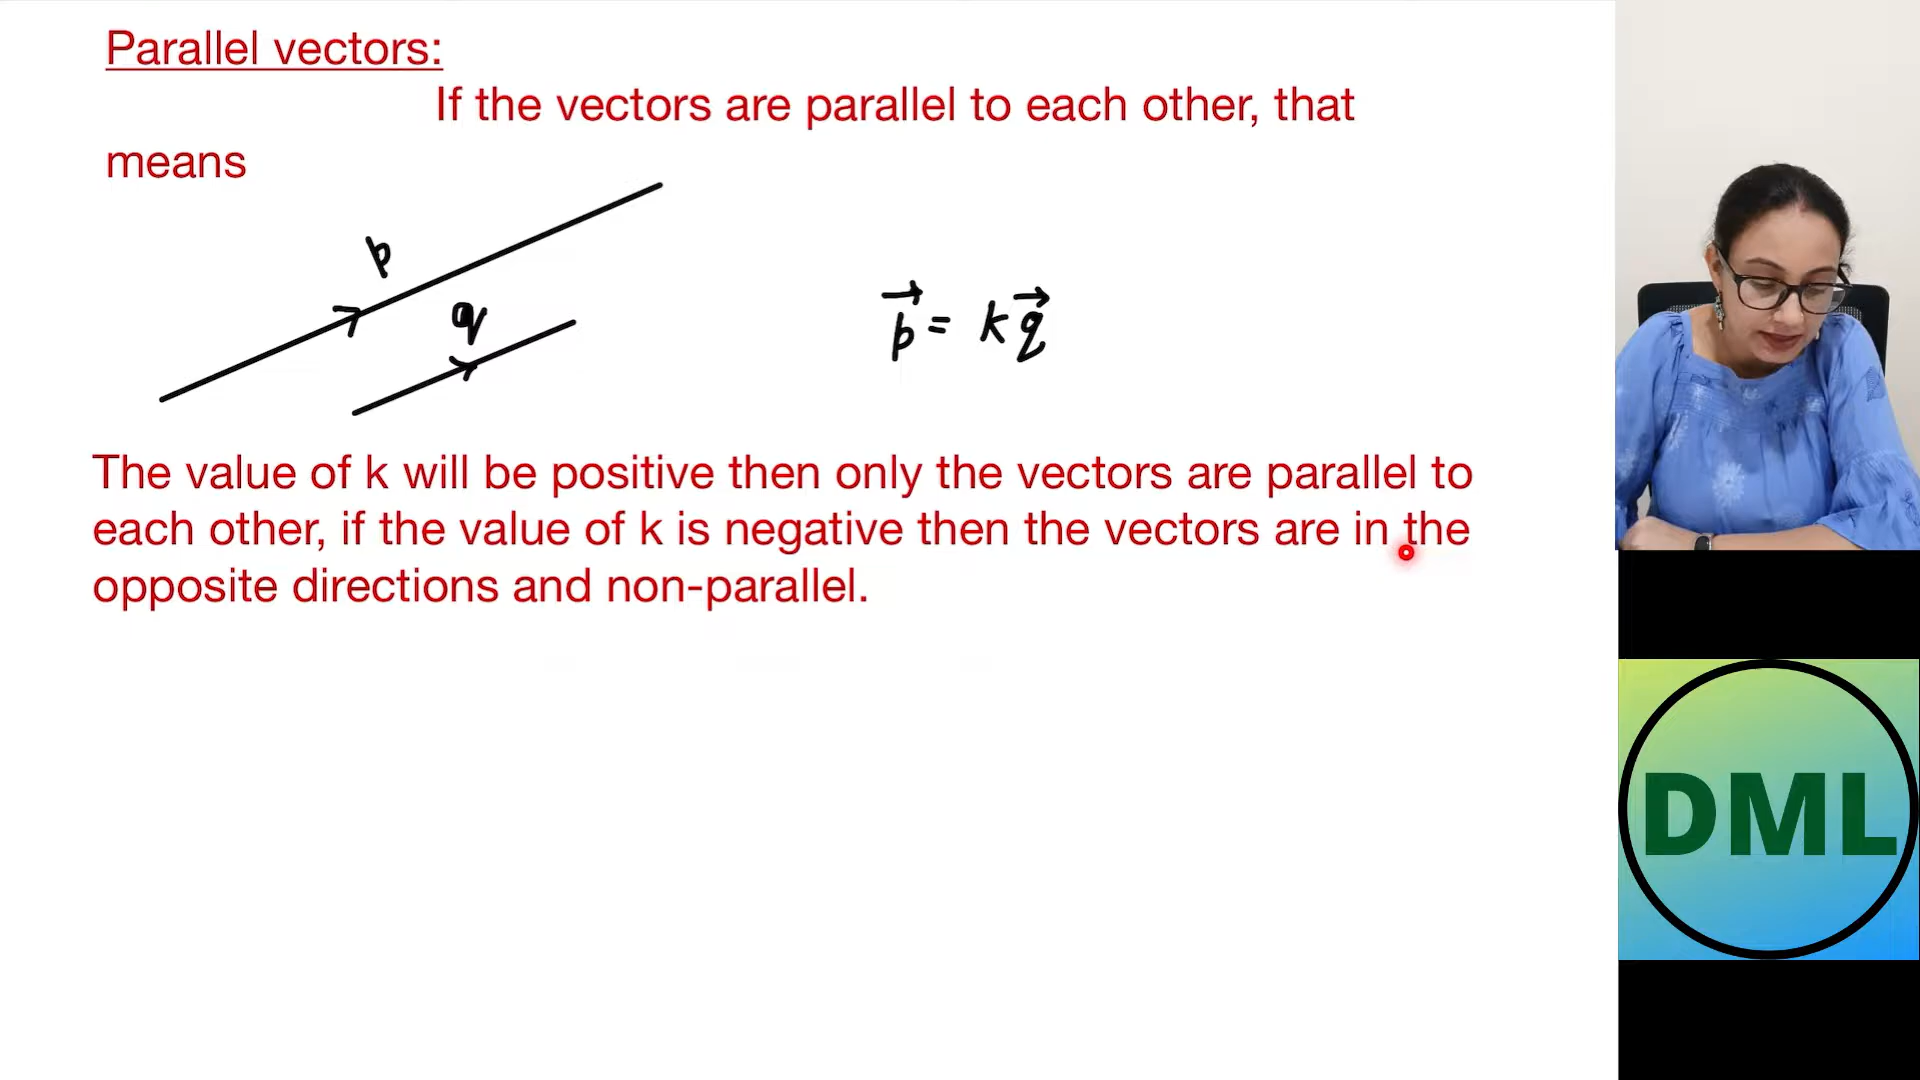 Parallel vectors:
If the vectors are parallel to each other, that
means
p
q
p⃗ = k q⃗
The value of k will be positive then only the vectors are parallel to
each other, if the value of k is negative then the vectors are in the
opposite directions and non-parallel.
DML